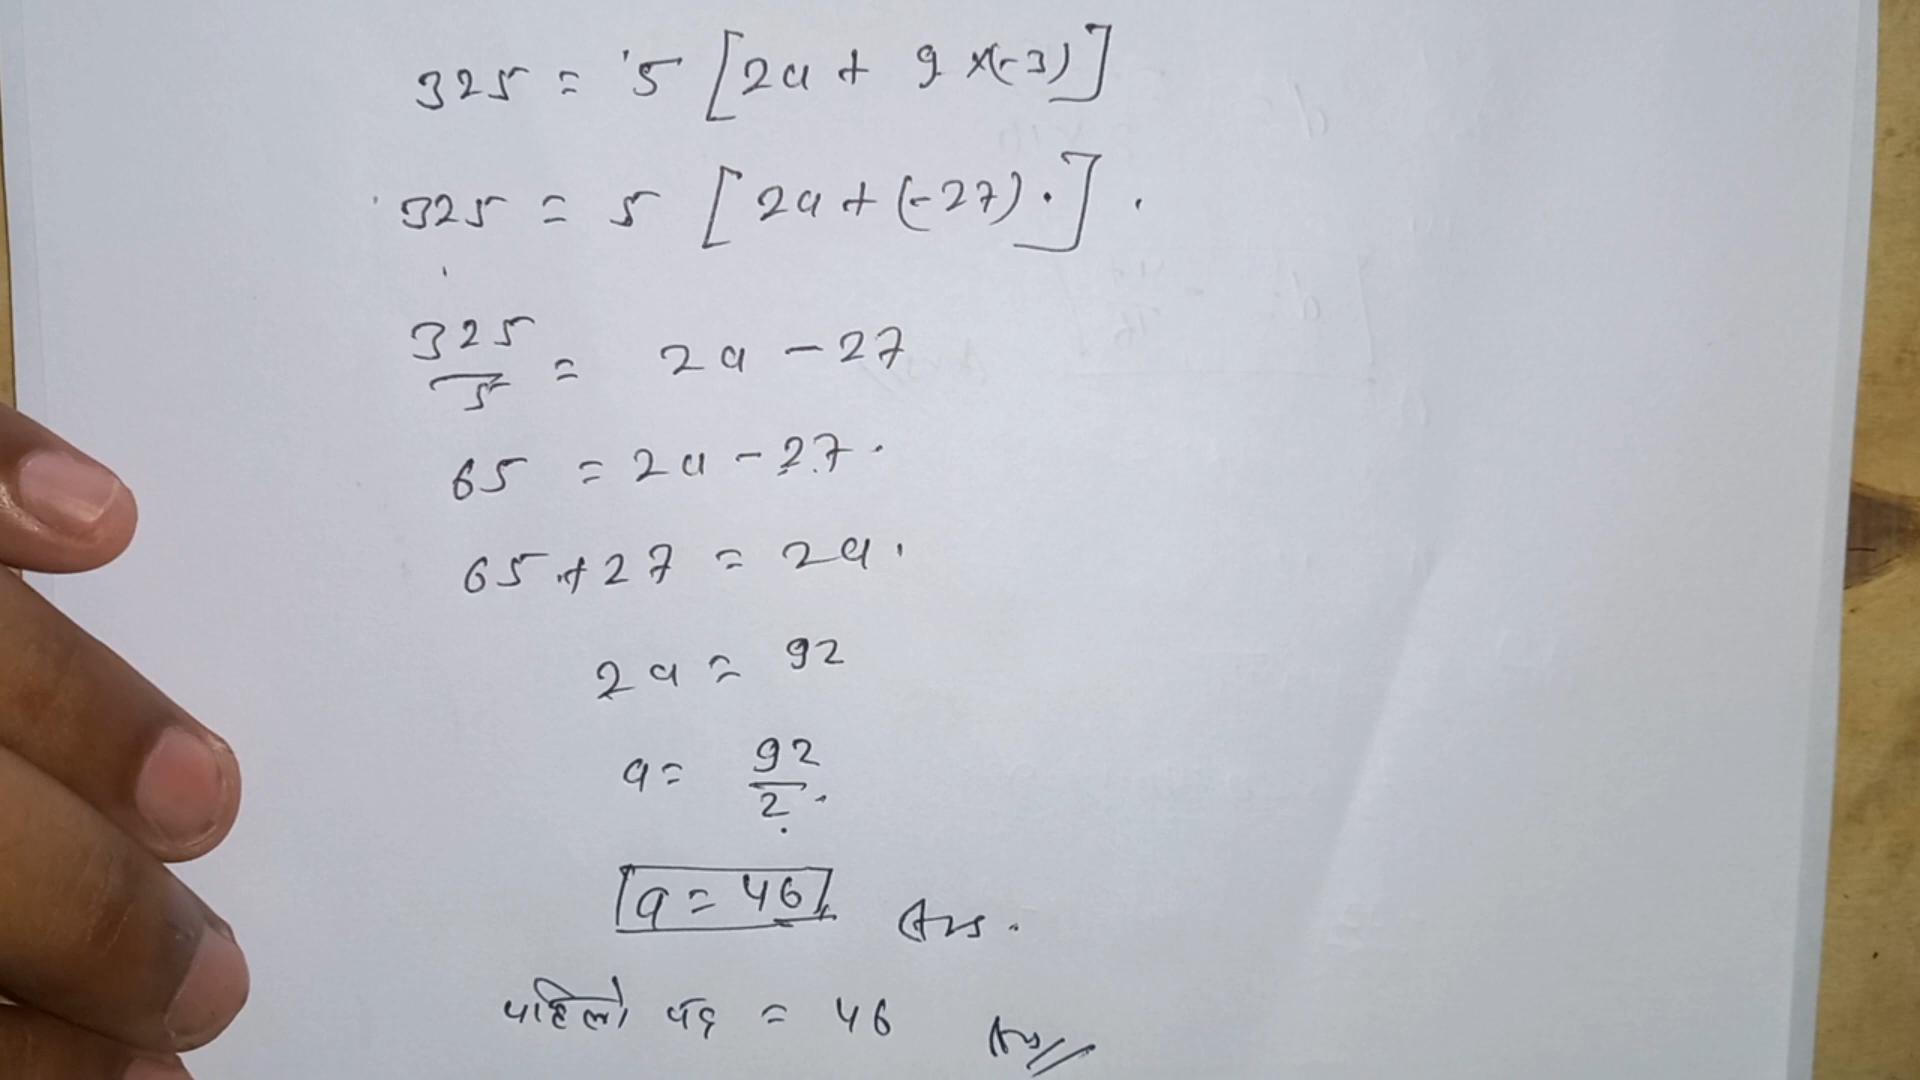 325 = 5 [2a + 9 x(-3)]
325 = 5 [2a + (-27).].
325/5 = 2a - 27
65 = 2a - 27.
65 + 27 = 2a.
2a = 92
a = 92/2.
a = 46 Ans.
पहिलो पद = 46 Ans//